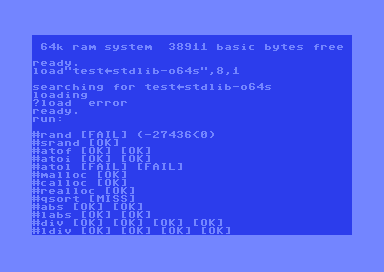 64k ram system  38911 basic bytes free
ready.
load"test←stdlib-o64s",8,1
searching for test←stdlib-o64s
loading
?load  error
ready.
run:
#rand [FAIL] (-27436<0)
#srand [OK]
#atof [OK] [OK]
#atoi [OK] [OK]
#atol [FAIL] [FAIL]
#malloc [OK]
#calloc [OK]
#realloc [OK]
#qsort [MISS]
#abs [OK] [OK]
#labs [OK] [OK]
#div [OK] [OK] [OK] [OK]
#ldiv [OK] [OK] [OK] [OK]